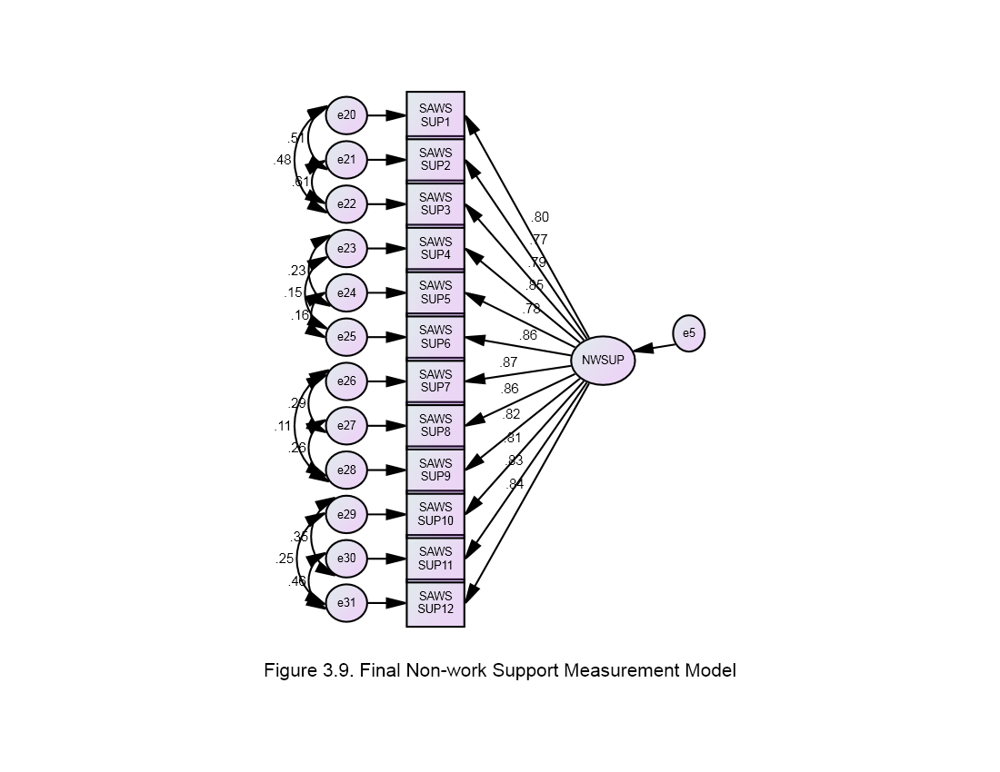 e20
SAWS
SUP1
.51
.48
e21
SAWS
SUP2
.61
e22
SAWS
SUP3
.80
.77
e23
SAWS
SUP4
.79
.23
.85
.15
e24
SAWS
SUP5
.78
.16
e25
SAWS
SUP6
.86
e5
NWSUP
.87
e26
SAWS
SUP7
.86
.29
.82
.11
e27
SAWS
SUP8
.81
.26
.83
e28
SAWS
SUP9
.84
e29
SAWS
SUP10
.35
.25
e30
SAWS
SUP11
.46
e31
SAWS
SUP12
Figure 3.9. Final Non-work Support Measurement Model